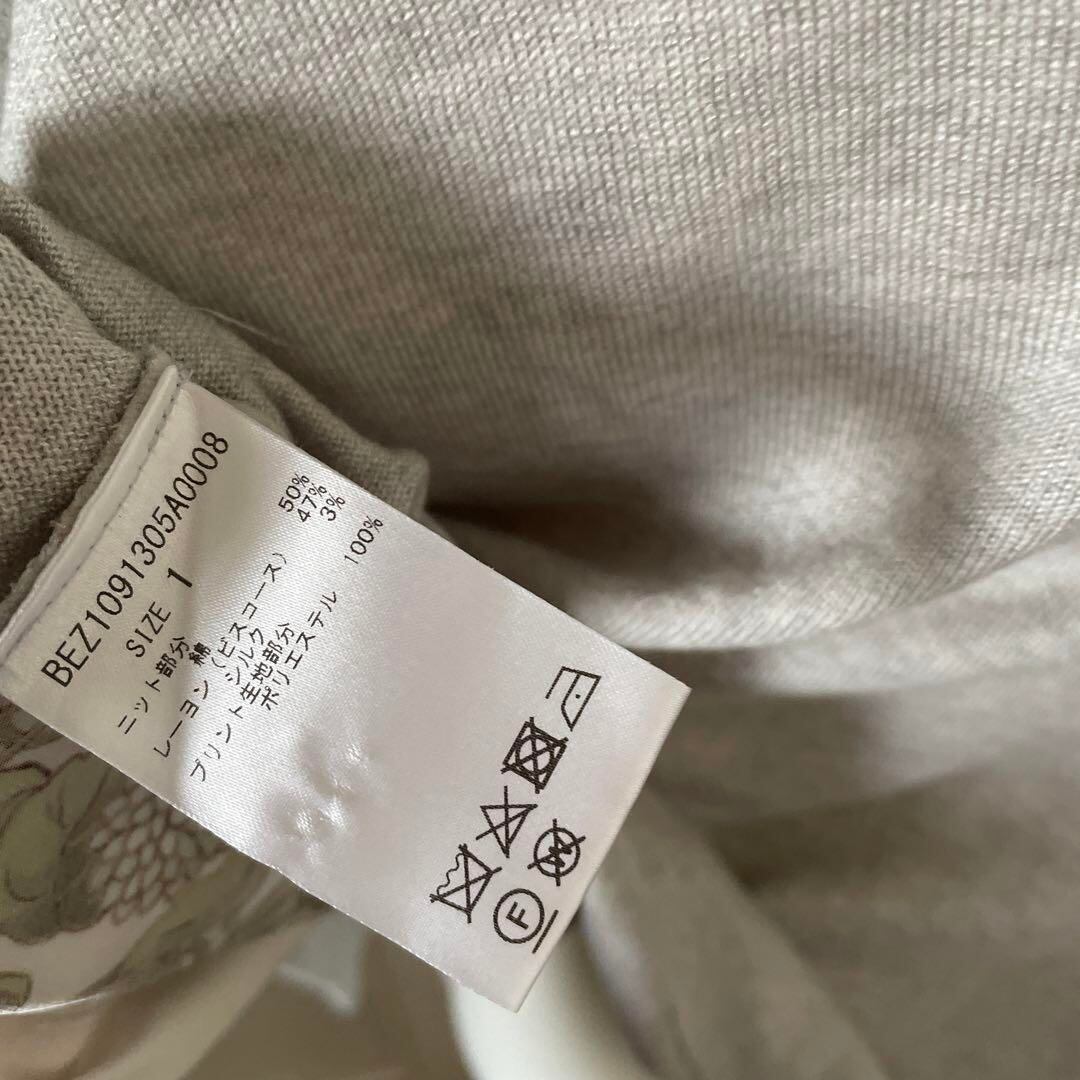 BEZ1091305A0008
SIZE 1
ニット部分
綿 50%
レーヨン(ビスコース) 47%
シルク 3%
プリント生地部分
ポリエステル 100%
W
F